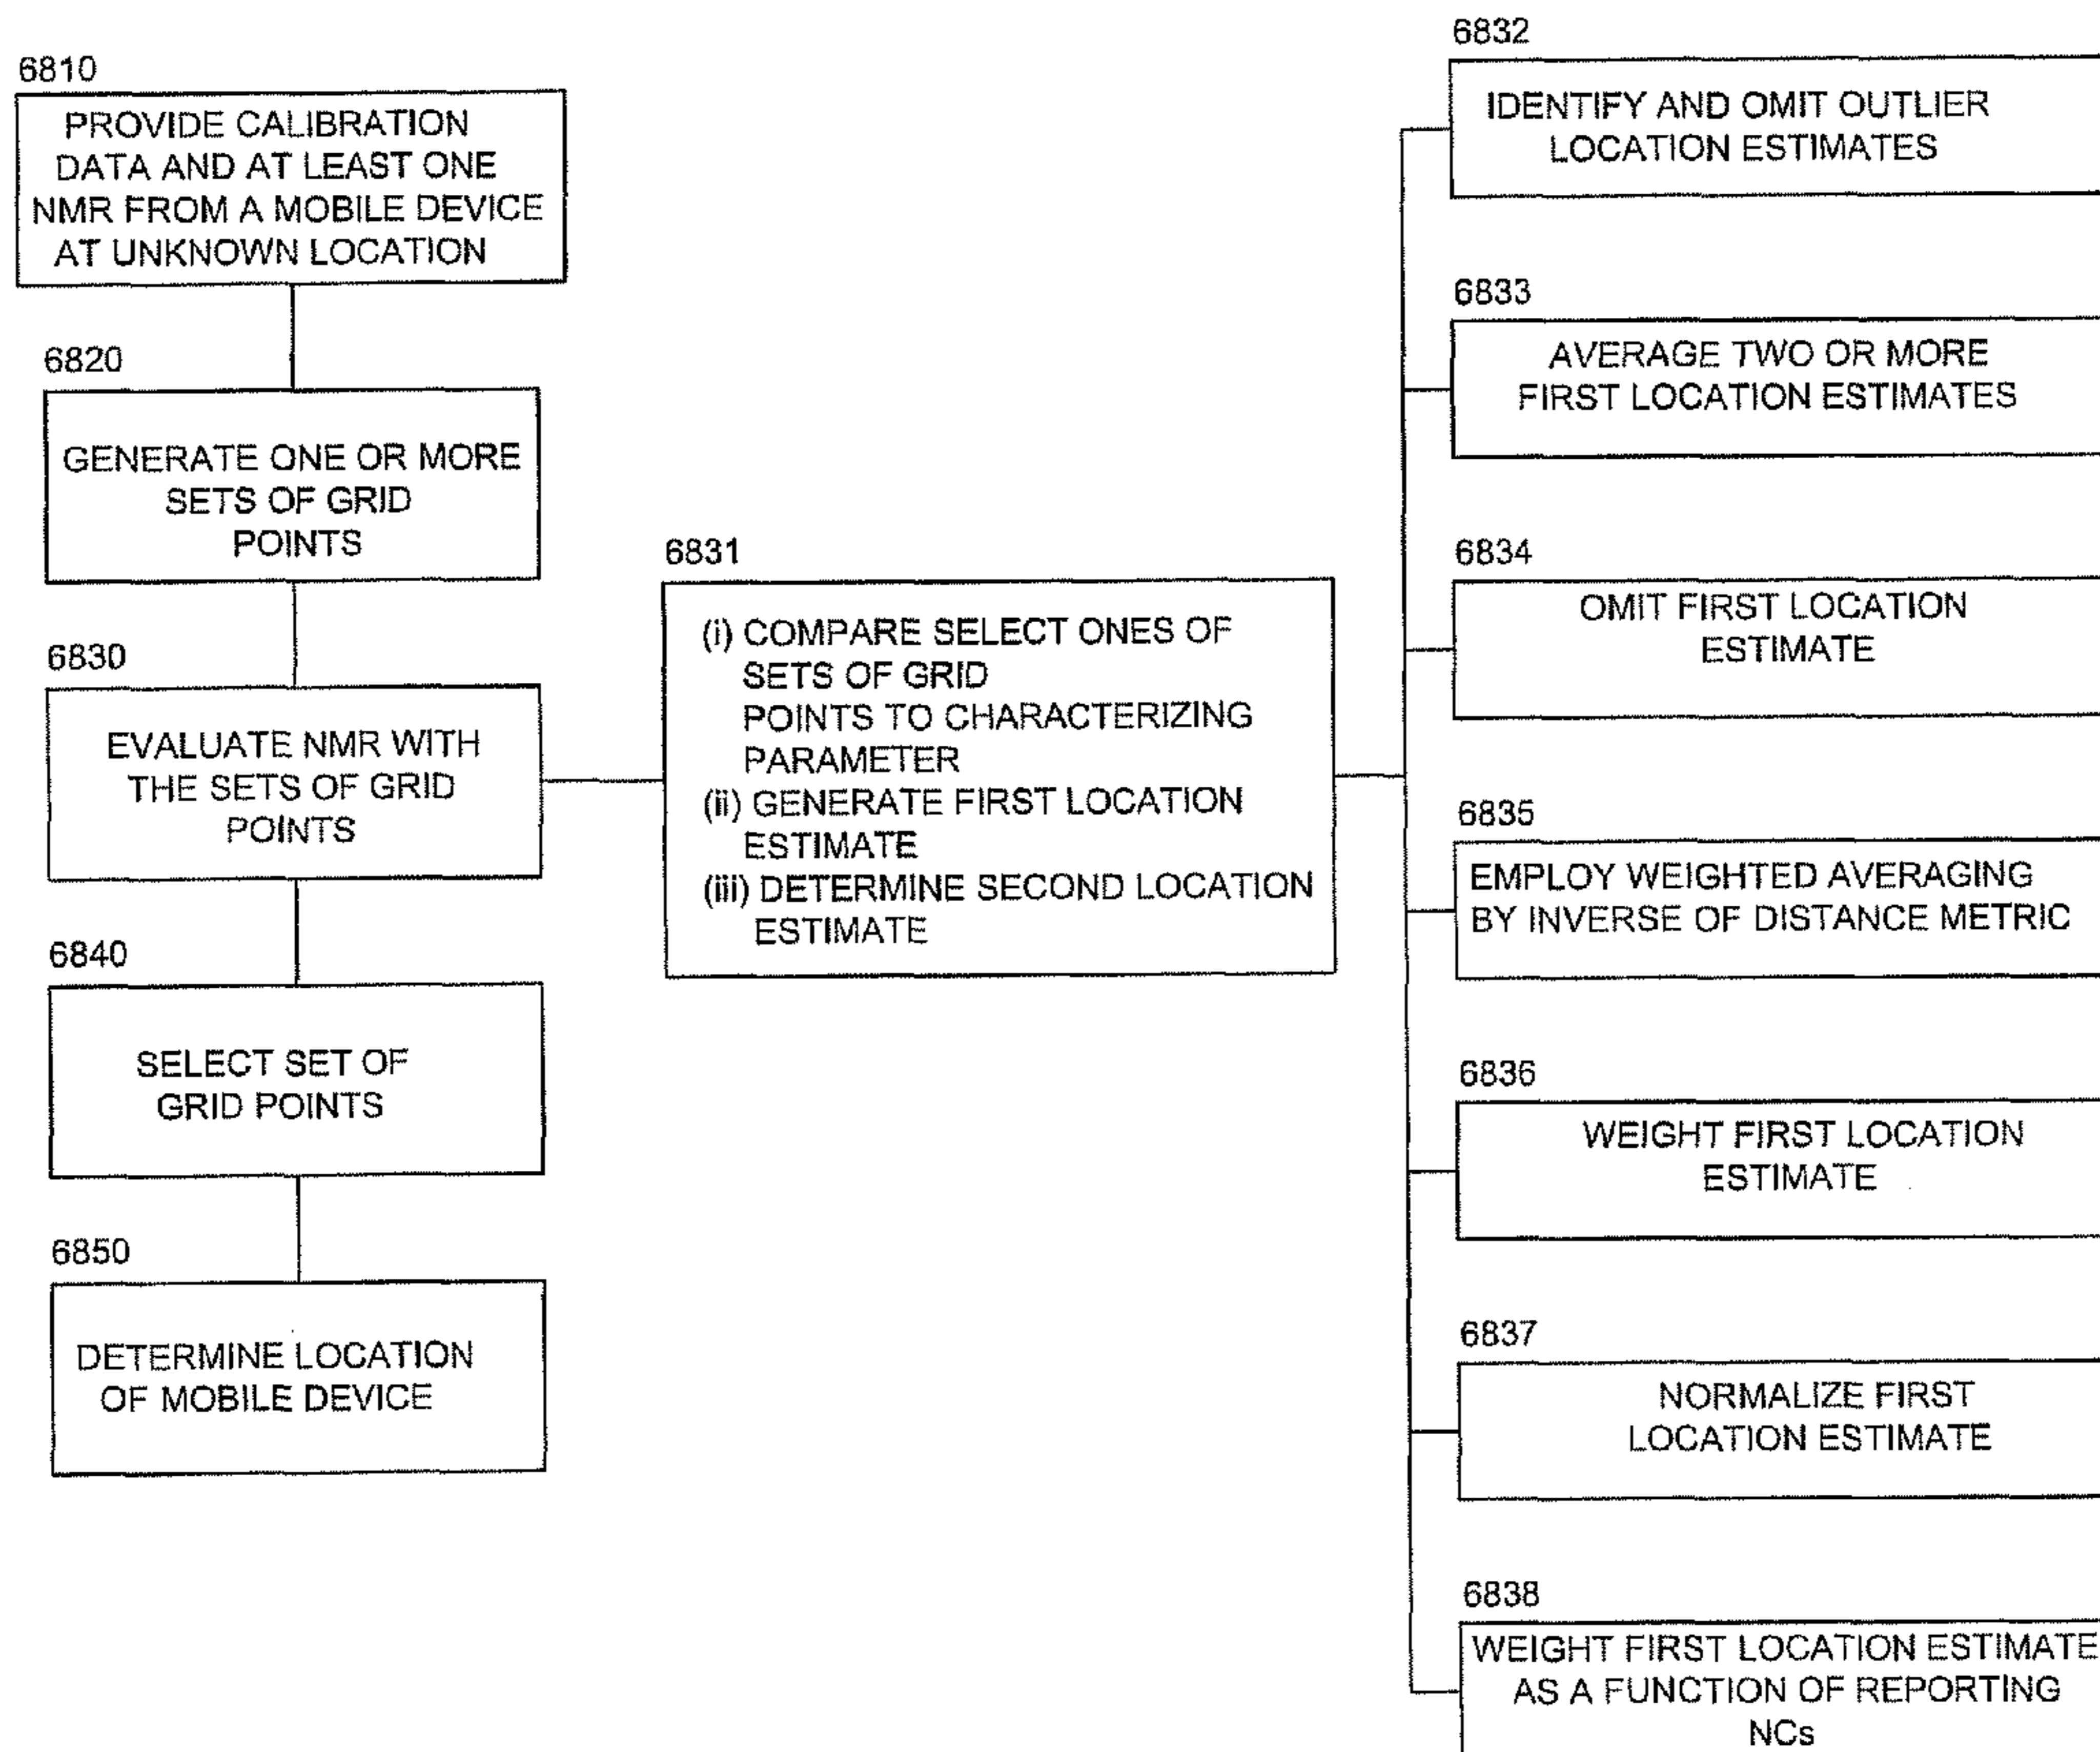 6810
PROVIDE CALIBRATION
DATA AND AT LEAST ONE
NMR FROM A MOBILE DEVICE
AT UNKNOWN LOCATION
6820
GENERATE ONE OR MORE
SETS OF GRID
POINTS
6830
EVALUATE NMR WITH
THE SETS OF GRID
POINTS
6840
SELECT SET OF
GRID POINTS
6850
DETERMINE LOCATION
OF MOBILE DEVICE
6831
(i) COMPARE SELECT ONES OF
SETS OF GRID
POINTS TO CHARACTERIZING
PARAMETER
(ii) GENERATE FIRST LOCATION
ESTIMATE
(iii) DETERMINE SECOND LOCATION
ESTIMATE
6832
IDENTIFY AND OMIT OUTLIER
LOCATION ESTIMATES
6833
AVERAGE TWO OR MORE
FIRST LOCATION ESTIMATES
6834
OMIT FIRST LOCATION
ESTIMATE
6835
EMPLOY WEIGHTED AVERAGING
BY INVERSE OF DISTANCE METRIC
6836
WEIGHT FIRST LOCATION
ESTIMATE
6837
NORMALIZE FIRST
LOCATION ESTIMATE
6838
WEIGHT FIRST LOCATION ESTIMATE
AS A FUNCTION OF REPORTING
NCs